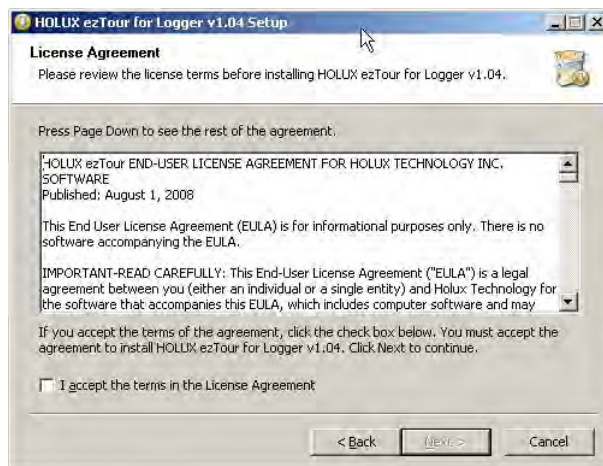 HOLUX ezTour for Logger v1.04 Setup
License Agreement
Please review the license terms before installing HOLUX ezTour for Logger v1.04.
Press Page Down to see the rest of the agreement.
HOLUX ezTour END-USER LICENSE AGREEMENT FOR HOLUX TECHNOLOGY INC.
SOFTWARE
Published: August 1, 2008
This End User License Agreement (EULA) is for informational purposes only. There is no
software accompanying the EULA.
IMPORTANT-READ CAREFULLY: This End-User License Agreement ("EULA") is a legal
agreement between you (either an individual or a single entity) and Holux Technology for
the software that accompanies this EULA, which includes computer software and may
If you accept the terms of the agreement, click the check box below. You must accept the
agreement to install HOLUX ezTour for Logger v1.04. Click Next to continue.
I accept the terms in the License Agreement
< Back
Next >
Cancel